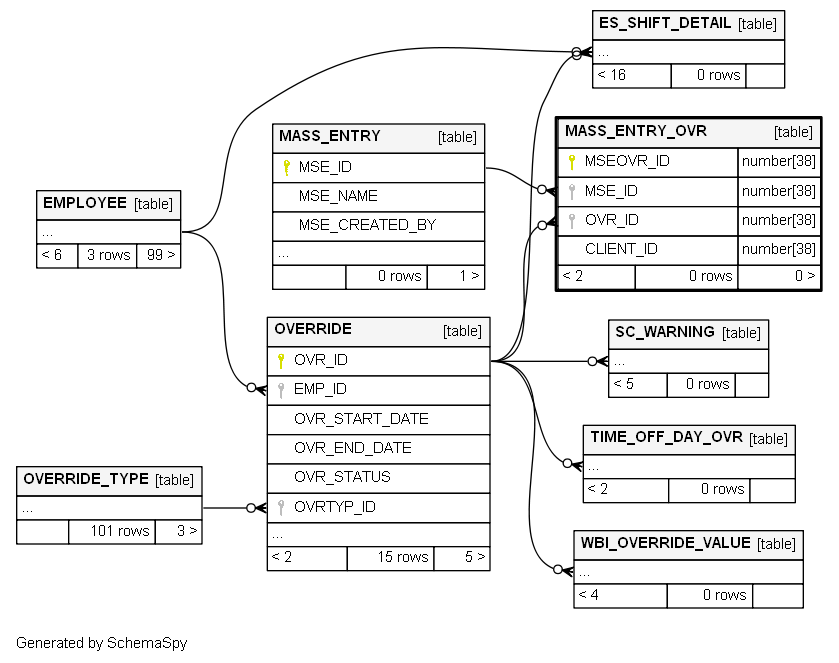 ES_SHIFT_DETAIL [table]
...
< 16 0 rows
MASS_ENTRY [table]
MSE_ID
MSE_NAME
MSE_CREATED_BY
...
0 rows 1 >
MASS_ENTRY_OVR [table]
MSEOVR_ID number[38]
MSE_ID number[38]
OVR_ID number[38]
CLIENT_ID number[38]
< 2 0 rows 0 >
EMPLOYEE [table]
...
< 6 3 rows 99 >
OVERRIDE [table]
OVR_ID
EMP_ID
OVR_START_DATE
OVR_END_DATE
OVR_STATUS
OVRTYP_ID
...
< 2 15 rows 5 >
SC_WARNING [table]
...
< 5 0 rows
TIME_OFF_DAY_OVR [table]
...
< 2 0 rows
OVERRIDE_TYPE [table]
...
101 rows 3 >
WBI_OVERRIDE_VALUE [table]
...
< 4 0 rows
Generated by SchemaSpy